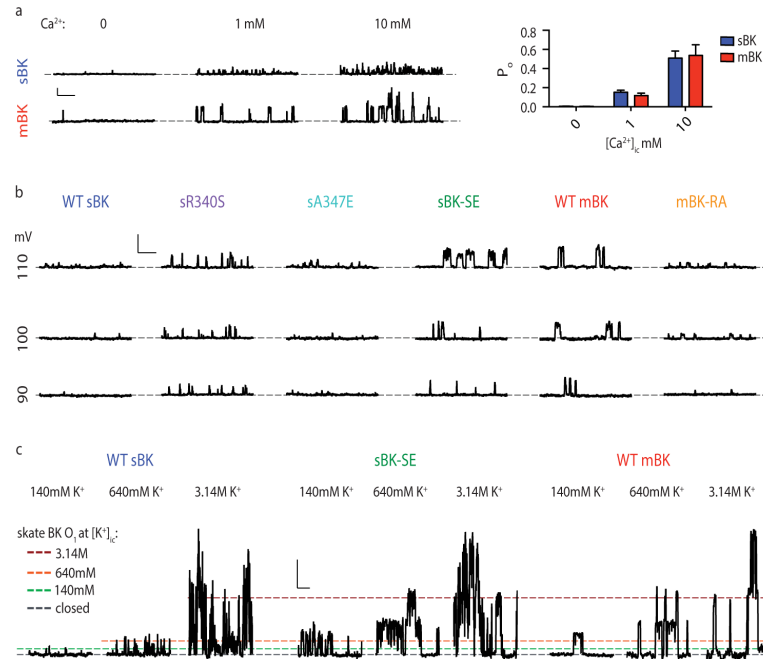 a
Ca²⁺: 0 1 mM 10 mM
sBK
mBK
Pₒ
0.8
0.6
0.4
0.2
0.0
0 1 10
[Ca²⁺]ᵢc mM
sBK
mBK
b
WT sBK sR340S sA347E sBK-SE WT mBK mBK-RA
mV
110
100
90
c
WT sBK sBK-SE WT mBK
140mM K⁺ 640mM K⁺ 3.14M K⁺ 140mM K⁺ 640mM K⁺ 3.14M K⁺ 140mM K⁺ 640mM K⁺ 3.14M K⁺
skate BK O₁ at [K⁺]ᵢc:
3.14M
640mM
140mM
closed